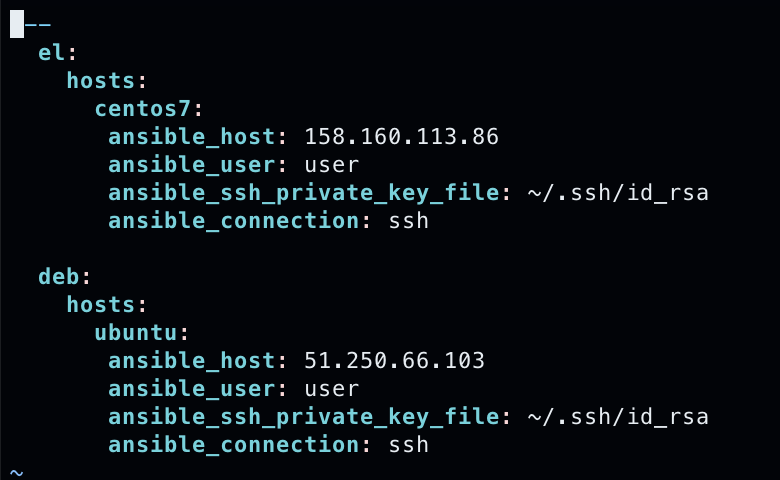 ---
  el:
    hosts:
      centos7:
       ansible_host: 158.160.113.86
       ansible_user: user
       ansible_ssh_private_key_file: ~/.ssh/id_rsa
       ansible_connection: ssh

  deb:
    hosts:
      ubuntu:
       ansible_host: 51.250.66.103
       ansible_user: user
       ansible_ssh_private_key_file: ~/.ssh/id_rsa
       ansible_connection: ssh
~